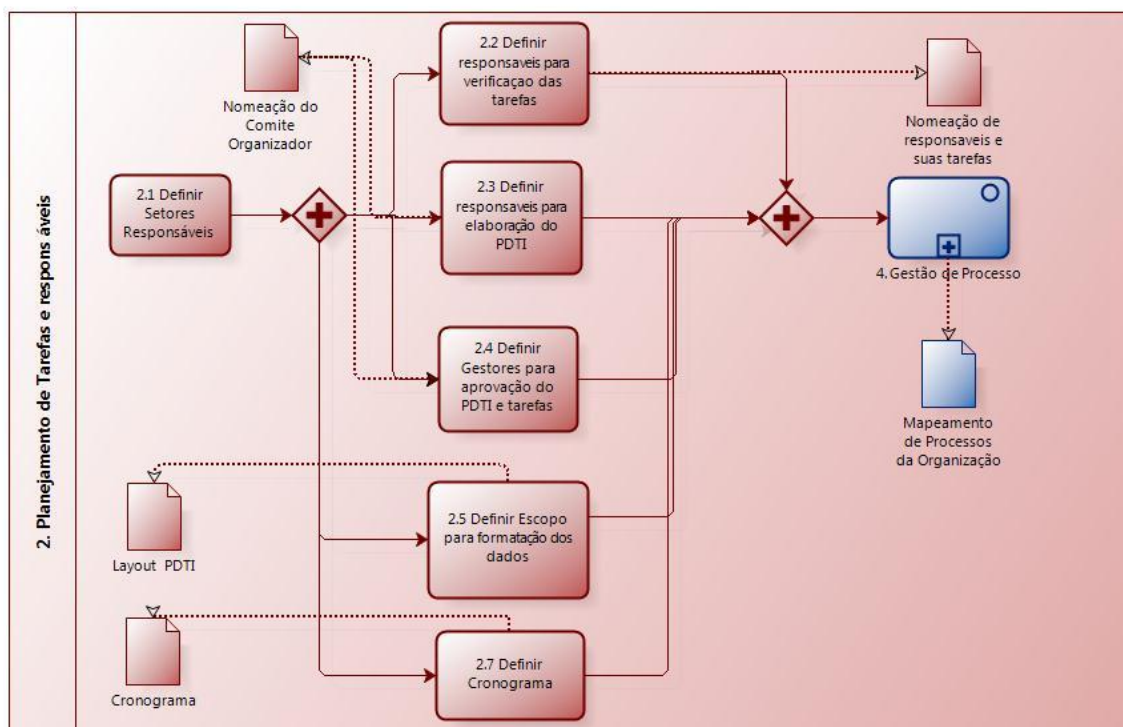 2. Planejamento de Tarefas e respons áveis
Nomeação do
Comite
Organizador
2.1 Definir
Setores
Responsáveis
2.2 Definir
responsaveis para
verificaçao das
tarefas
2.3 Definir
responsaveis para
elaboração do
PDTI
2.4 Definir
Gestores para
aprovação do
PDTI e tarefas
2.5 Definir Escopo
para formatação dos
dados
2.7 Definir
Cronograma
Layout PDTI
Cronograma
Nomeação de
responsaveis e
suas tarefas
4. Gestão de Processo
Mapeamento
de Processos
da Organização